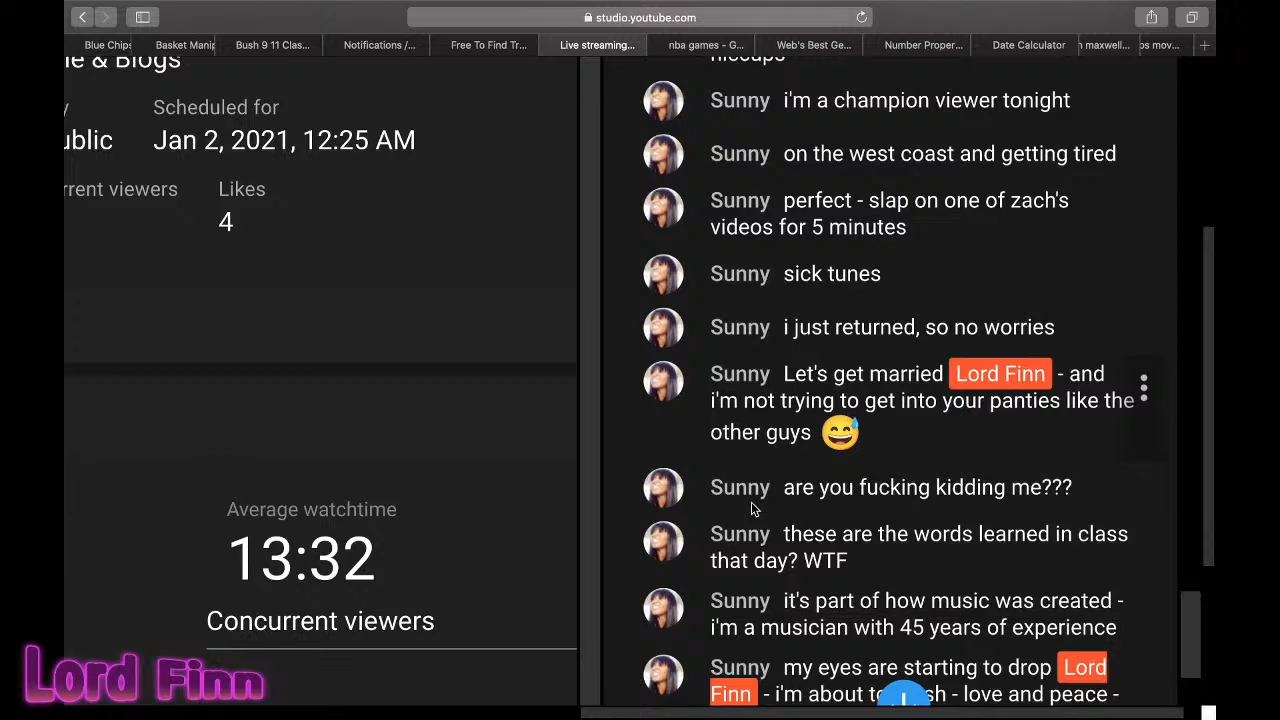 studio.youtube.com
Blue Chips
Basket Manip
Bush 9 11 Clas...
Notifications /...
Free To Find Tr...
Live streaming...
nba games - G...
Web's Best Ge...
Number Proper...
Date Calculator
n maxwell...
os mov...
le & Blogs
y
Scheduled for
ublic
Jan 2, 2021, 12:25 AM
rrent viewers
Likes
4
Average watchtime
13:32
Concurrent viewers
Lord Finn
hiccups
Sunny i'm a champion viewer tonight
Sunny on the west coast and getting tired
Sunny perfect - slap on one of zach's
videos for 5 minutes
Sunny sick tunes
Sunny i just returned, so no worries
Sunny Let's get married Lord Finn - and
i'm not trying to get into your panties like the
other guys 😅
Sunny are you fucking kidding me???
Sunny these are the words learned in class
that day? WTF
Sunny it's part of how music was created -
i'm a musician with 45 years of experience
Sunny my eyes are starting to drop Lord
Finn - i'm about to sh - love and peace -